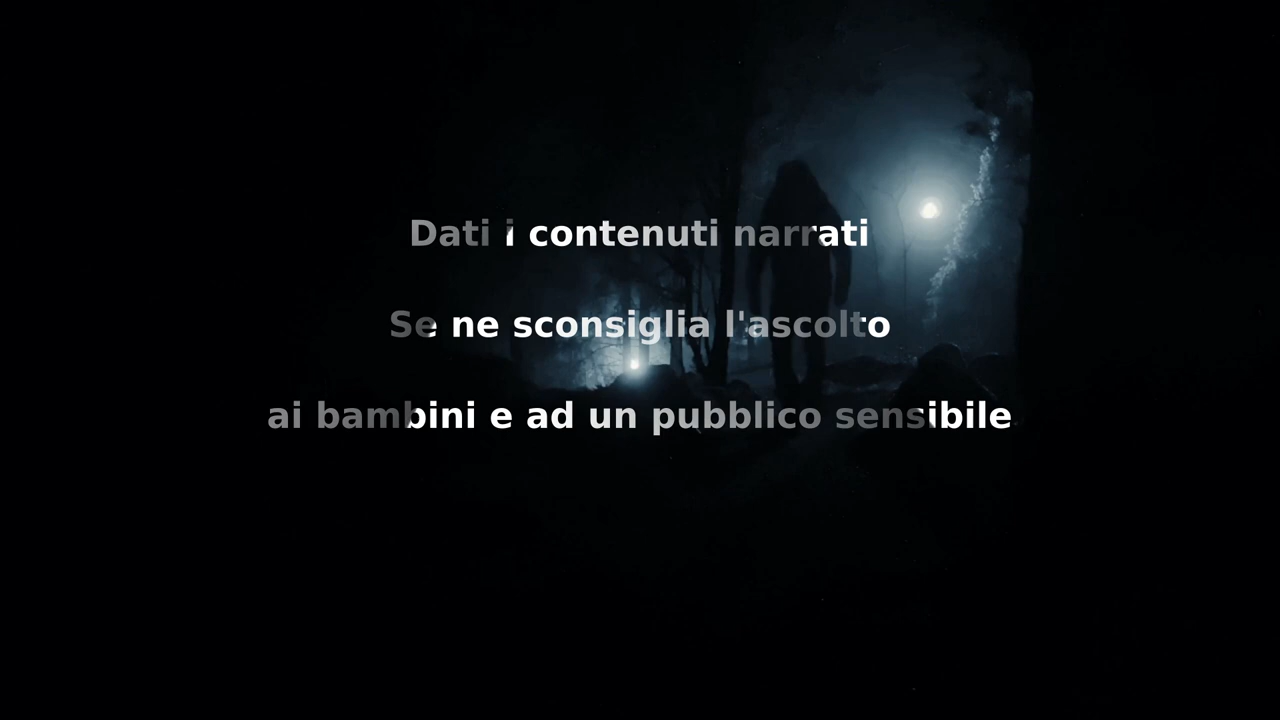 Dati i contenuti narrati
Se ne sconsiglia l'ascolto
ai bambini e ad un pubblico sensibile